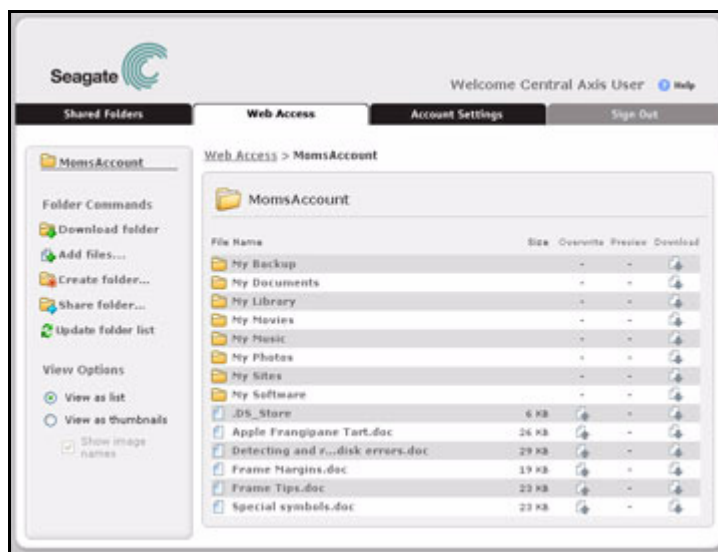 Seagate
Welcome Central Axis User Help
Shared Folders Web Access Account Settings Sign Out
MomsAccount
Folder Commands
Download folder
Add files...
Create folder...
Share folder...
Update folder list
View Options
View as list
View as thumbnails
Show image
names
Web Access > MomsAccount
MomsAccount
File Name Size Overwrite Preview Download
My Backup - -
My Documents - -
My Library - -
My Movies - -
My Music - -
My Photos - -
My Sites - -
My Software - -
.DS_Store 6 KB -
Apple Frangipane Tart.doc 26 KB -
Detecting and r...disk errors.doc 29 KB -
Frame Margins.doc 19 KB -
Frame Tips.doc 23 KB -
Special symbols.doc 23 KB -